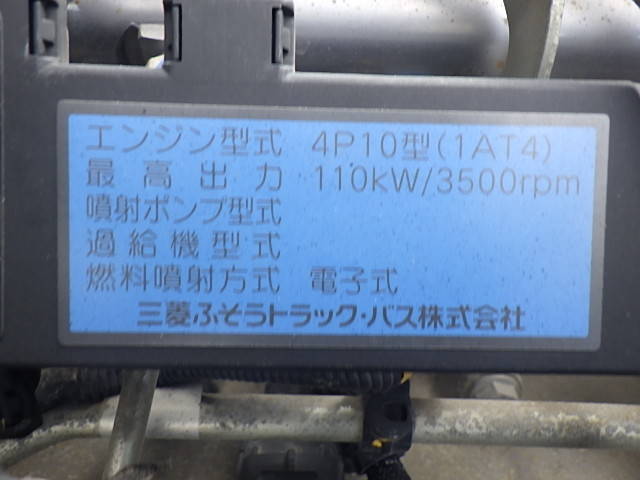 エンジン型式 4P10型(1AT4)
最高出力 110kW/3500rpm
噴射ポンプ型式
過給機型式
燃料噴射方式 電子式
三菱ふそうトラック・バス株式会社